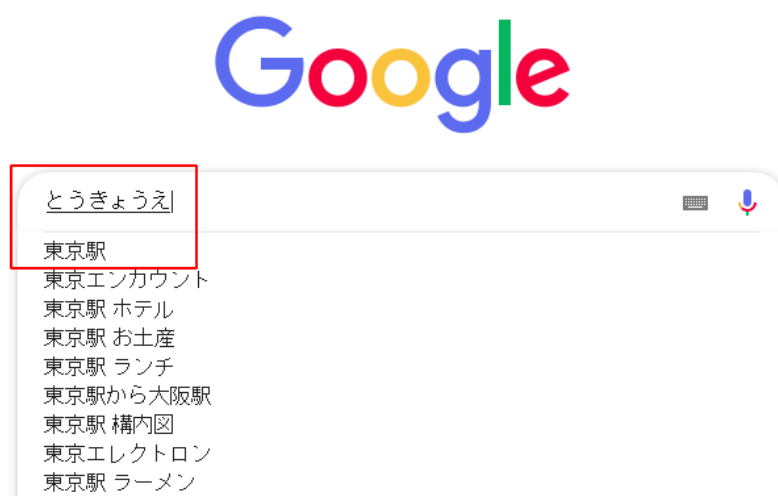 Google
とうきょうえ
東京駅
東京エンカウント
東京駅 ホテル
東京駅 お土産
東京駅 ランチ
東京駅から大阪駅
東京駅 構内図
東京エレクトロン
東京駅 ラーメン